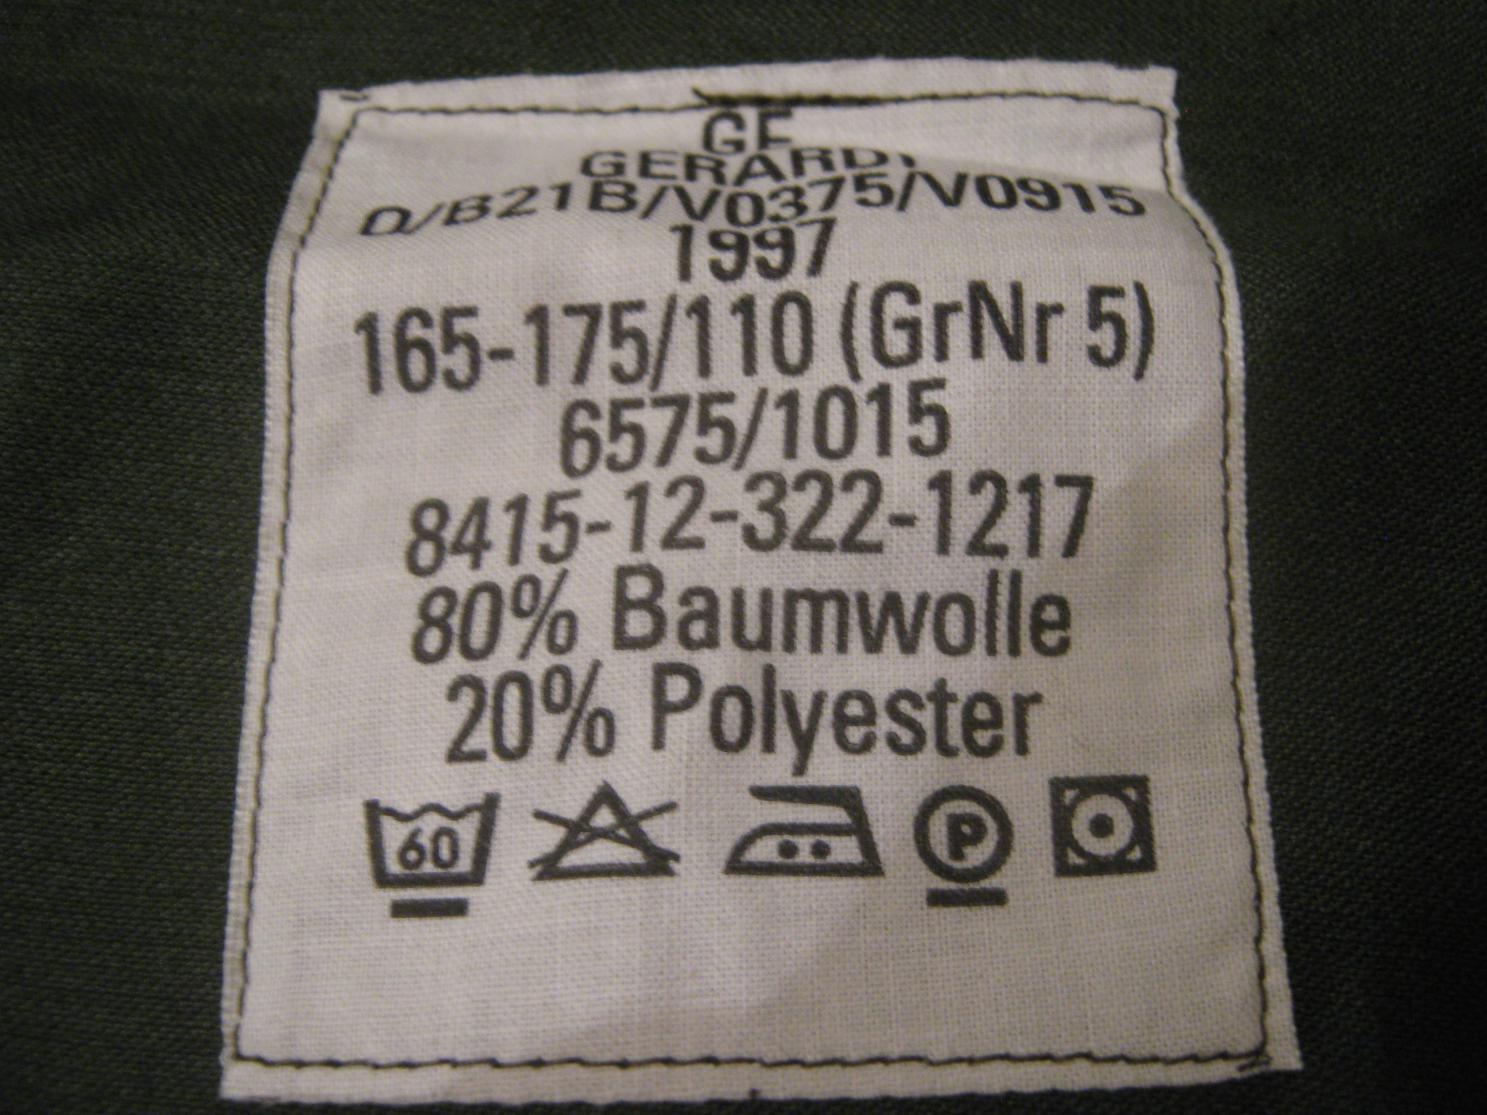 GE
GERARDI
D/B21B/V0375/V0915
1997
165-175/110 (GrNr 5)
6575/1015
8415-12-322-1217
80% Baumwolle
20% Polyester
60 P